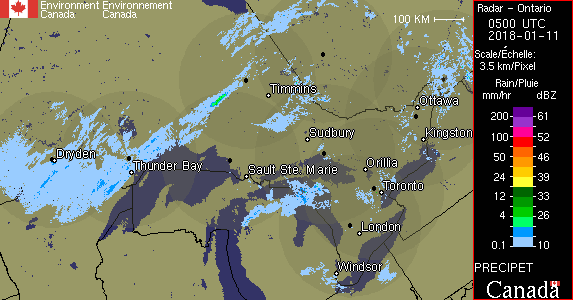 Environment Environnement
Canada Canada
100 KM
Timmins
Ottawa
Sudbury
Kingston
Dryden
Thunder Bay
Sault Ste. Marie
Orillia
Toronto
London
Windsor
Radar - Ontario
0500 UTC
2018-01-11
Scale/Échelle:
3.5 km/Pixel
Rain/Pluie
mm/hr dBZ
200 61
100 52
50 46
24 39
12 33
4 26
0.1 10
PRECIPET
Canada